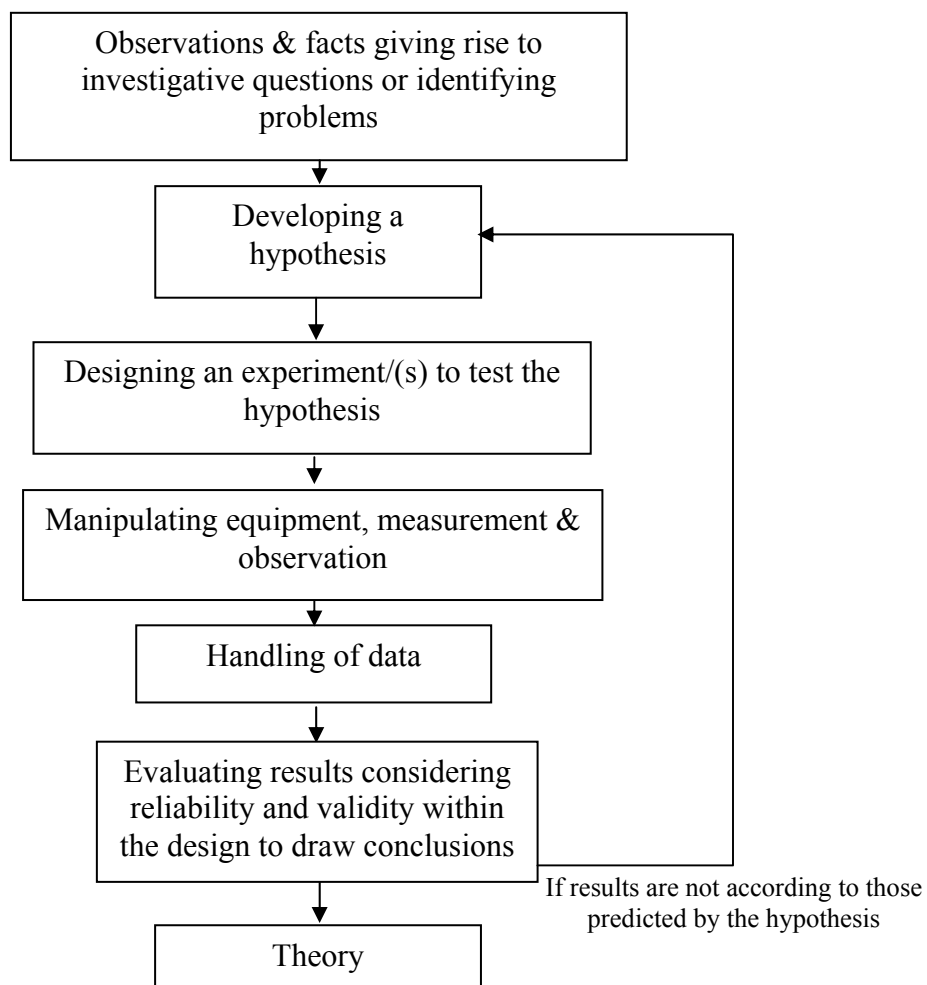 Observations & facts giving rise to
investigative questions or identifying
problems
Developing a
hypothesis
Designing an experiment/(s) to test the
hypothesis
Manipulating equipment, measurement &
observation
Handling of data
Evaluating results considering
reliability and validity within
the design to draw conclusions
If results are not according to those
predicted by the hypothesis
Theory